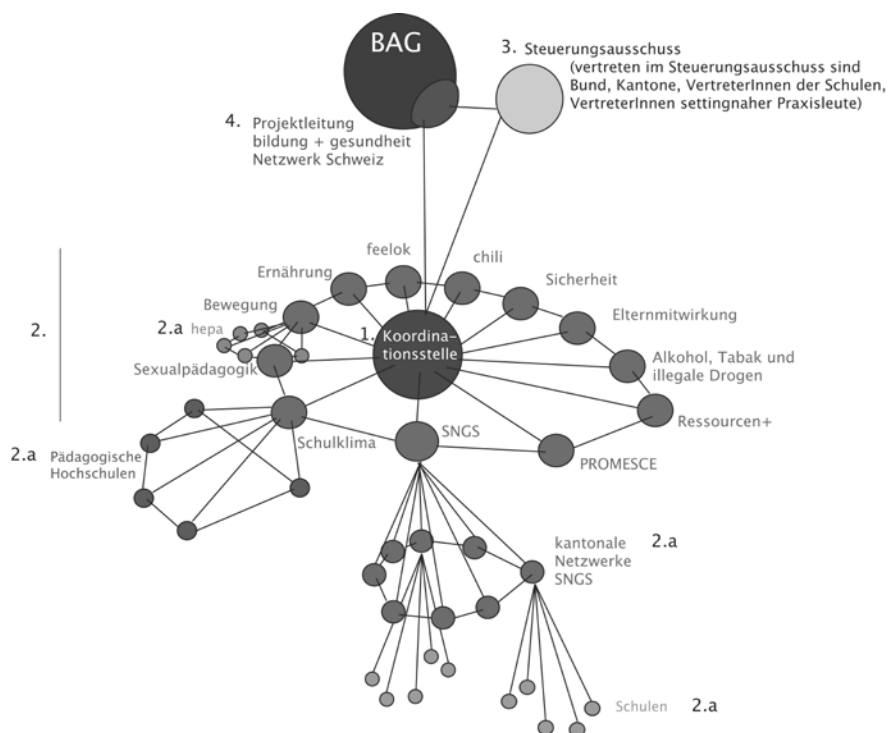 BAG
3. Steuerungsausschuss
(vertreten im Steuerungsausschuss sind
Bund, Kantone, VertreterInnen der Schulen,
VertreterInnen settingnaher Praxisleute)
4. Projektleitung
bildung + gesundheit
Netzwerk Schweiz
feelok
chili
Ernährung
Sicherheit
Bewegung
Elternmitwirkung
2.
2.a hepa
1. Koordina-
tionsstelle
Sexualpädagogik
Alkohol, Tabak und
illegale Drogen
Ressourcen+
Schulklima
SNGS
2.a Pädagogische
Hochschulen
PROMESCE
kantonale 2.a
Netzwerke
SNGS
Schulen 2.a